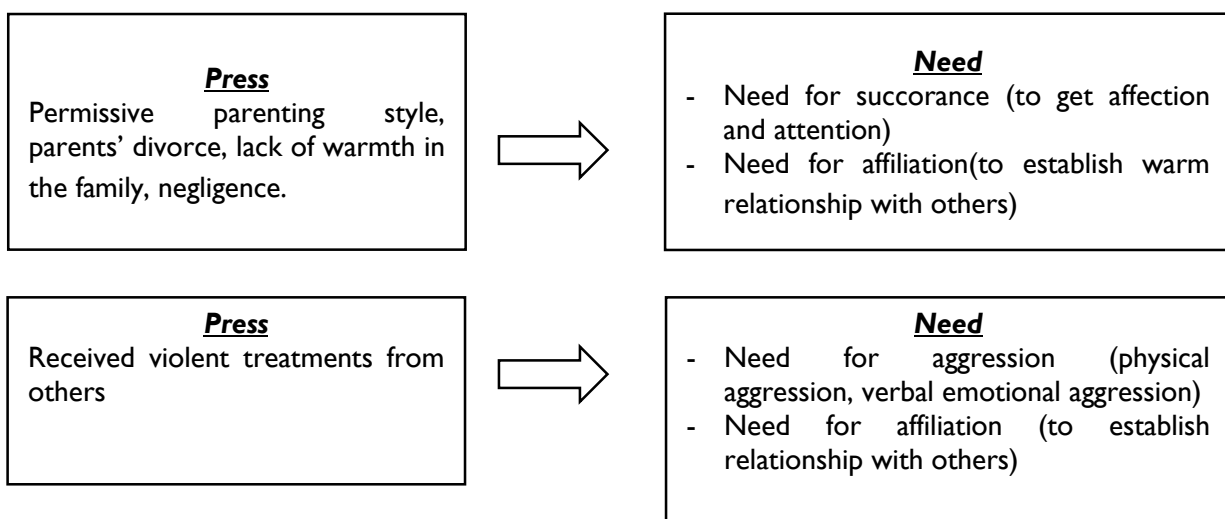 Press
Permissive parenting style,
parents’ divorce, lack of warmth in
the family, negligence.
Need
- Need for succorance (to get affection
and attention)
- Need for affiliation(to establish warm
relationship with others)
Press
Received violent treatments from
others
Need
- Need for aggression (physical
aggression, verbal emotional aggression)
- Need for affiliation (to establish
relationship with others)